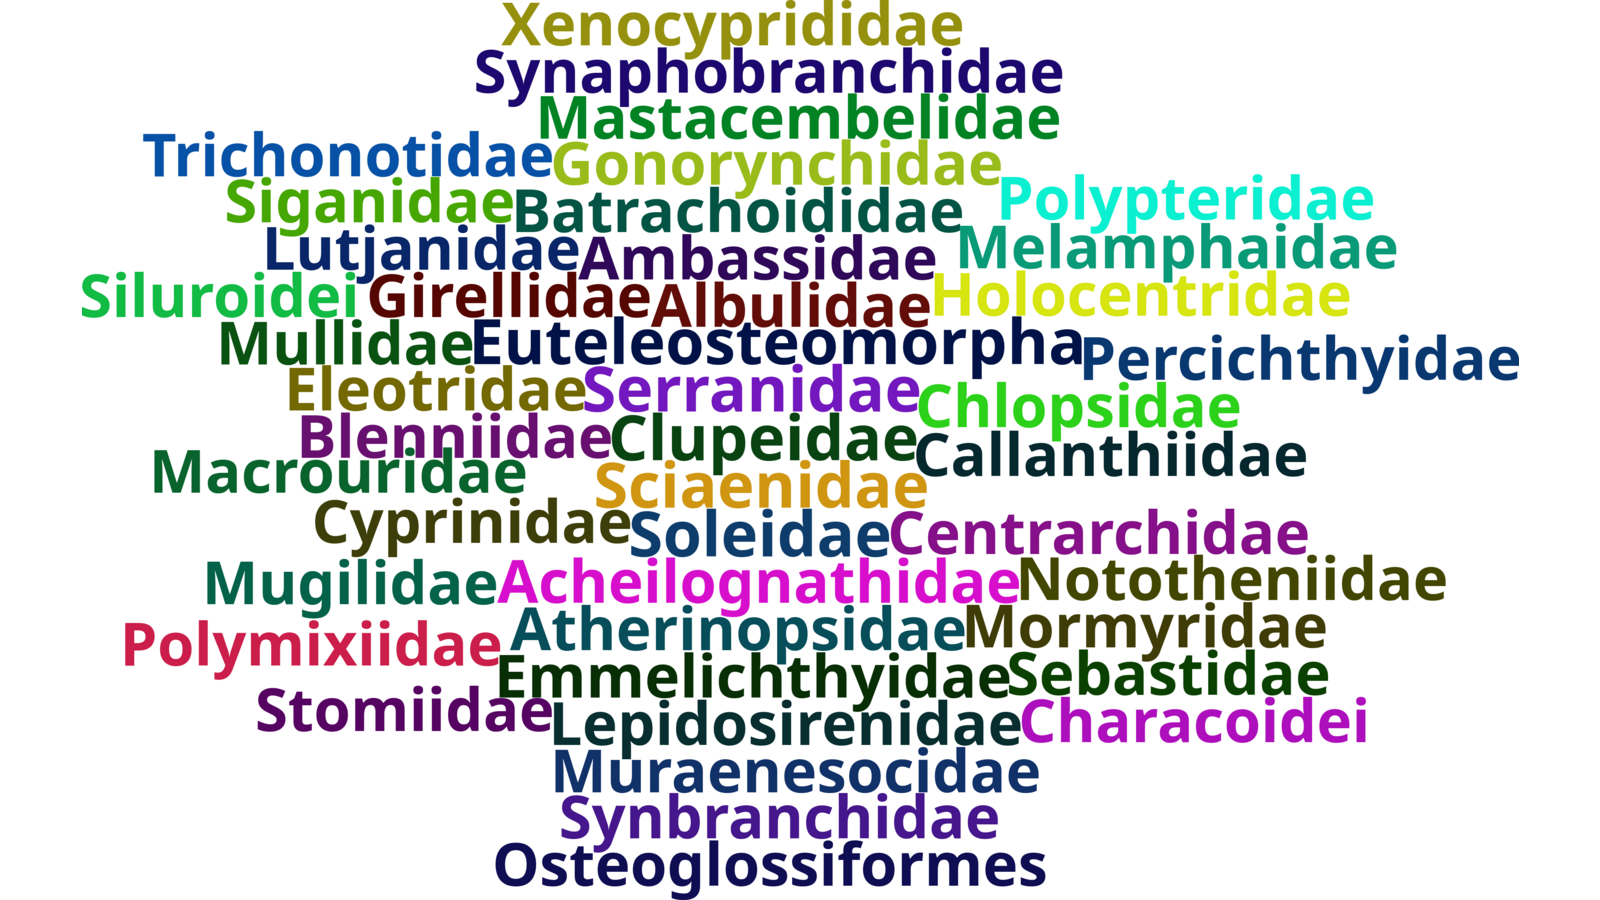 Xenocyprididae
Synaphobranchidae
Mastacembelidae
Trichonotidae Gonorynchidae
Siganidae Batrachoididae Polypteridae
Lutjanidae Ambassidae Melamphaidae
Siluroidei Girellidae Albulidae Holocentridae
Mullidae Euteleosteomorpha Percichthyidae
Eleotridae Serranidae Chlopsidae
Blenniidae Clupeidae Callanthiidae
Macrouridae Sciaenidae
Cyprinidae Soleidae Centrarchidae
Mugilidae Acheilognathidae Nototheniidae
Polymixiidae Atherinopsidae Mormyridae
Emmelichthyidae Sebastidae
Stomiidae Lepidosirenidae Characoidei
Muraenesocidae
Synbranchidae
Osteoglossiformes